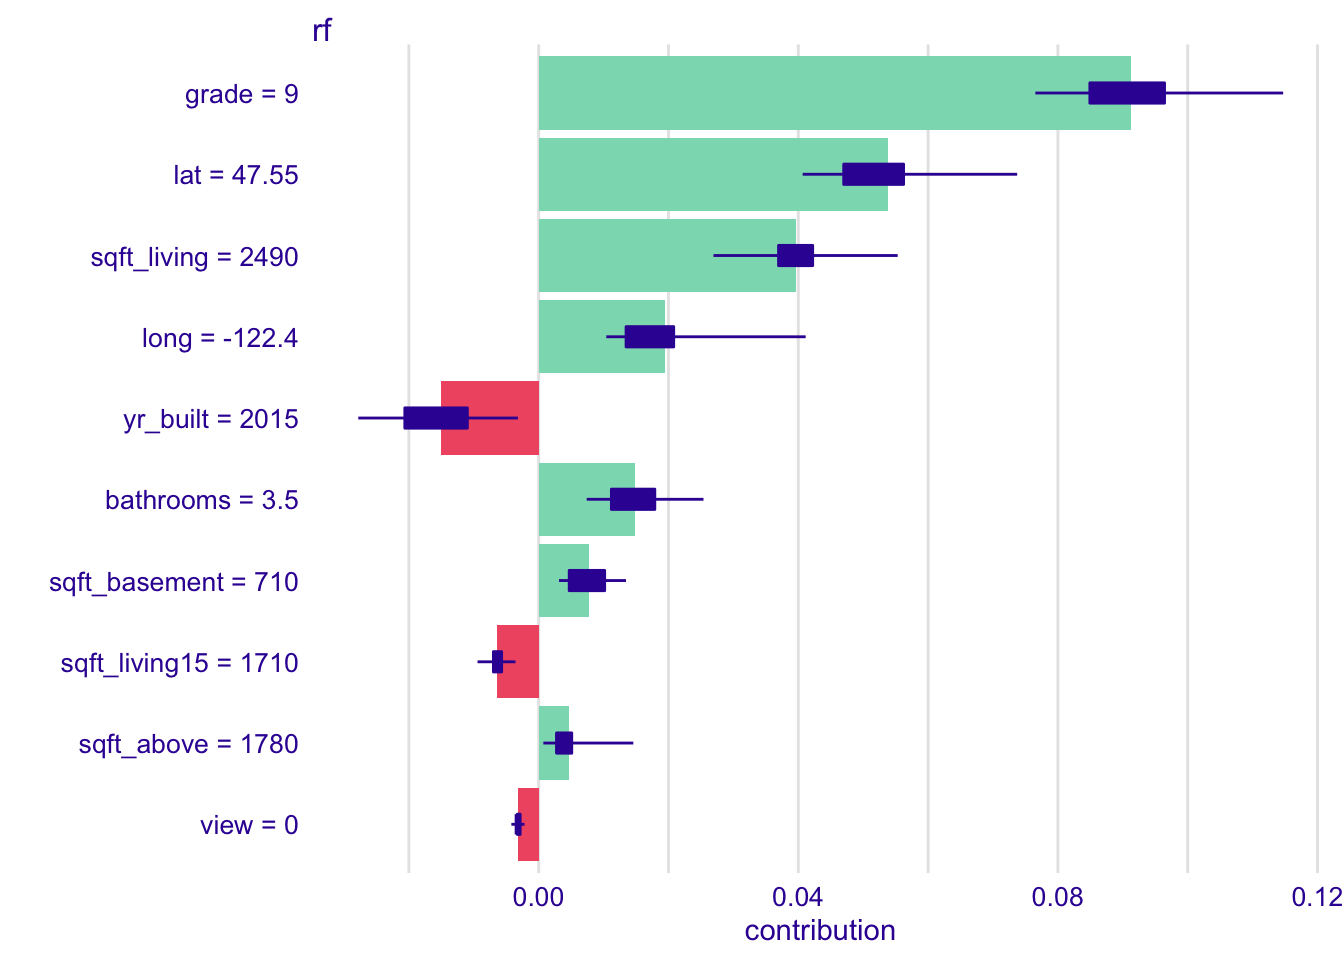 rf
grade = 9
lat = 47.55
sqft_living = 2490
long = -122.4
yr_built = 2015
bathrooms = 3.5
sqft_basement = 710
sqft_living15 = 1710
sqft_above = 1780
view = 0
0.00 0.04 0.08 0.12
contribution